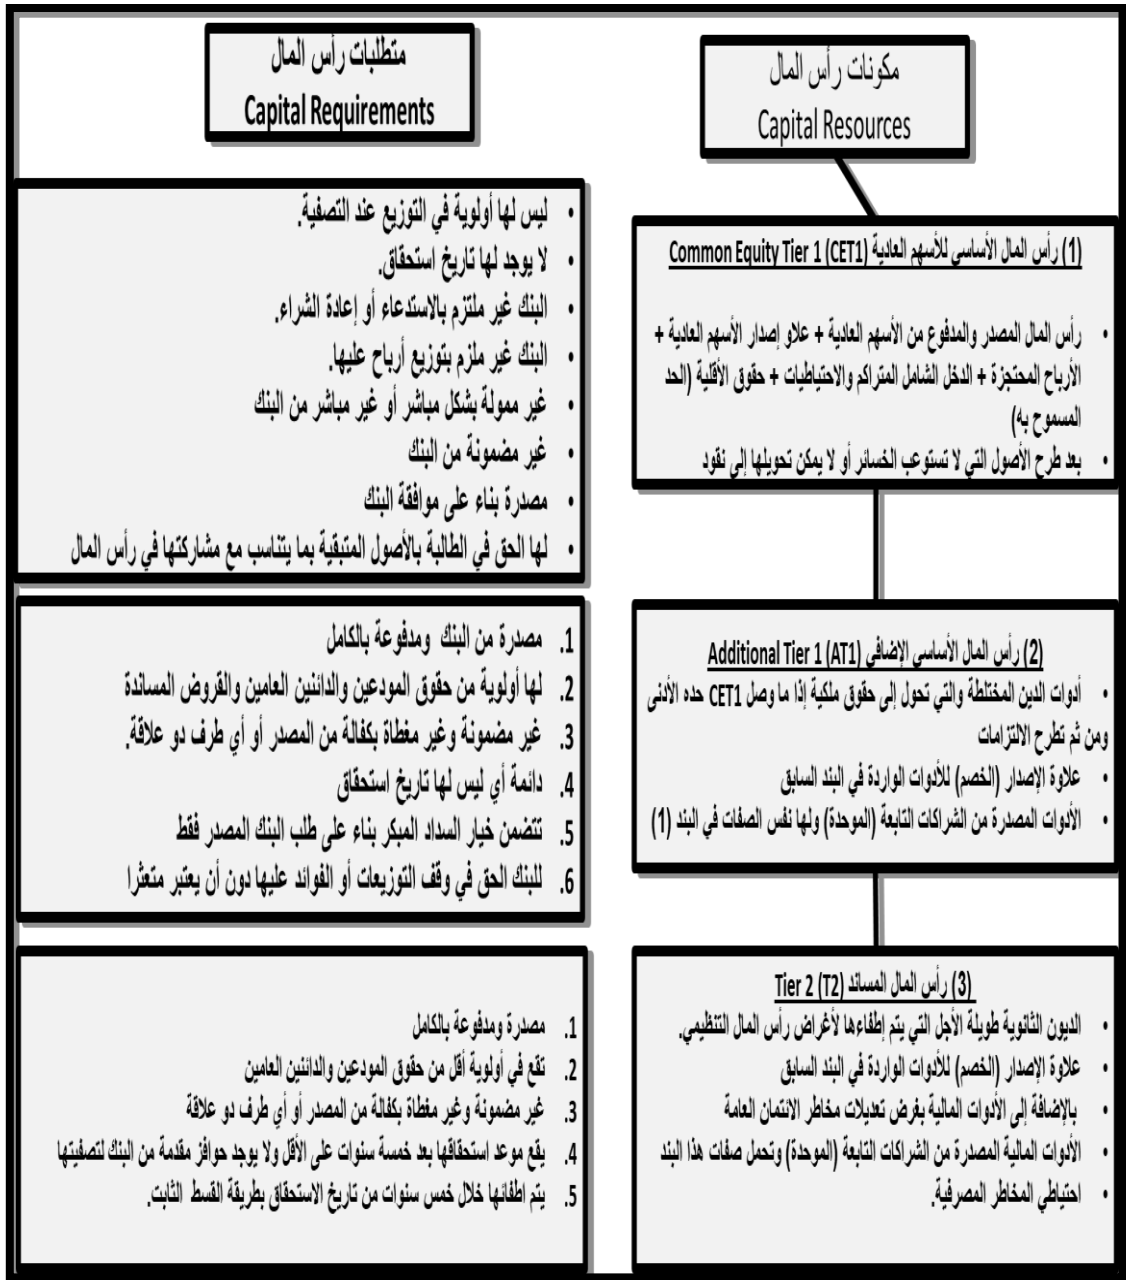 مكونات رأس المال
Capital Resources
متطلبات رأس المال
Capital Requirements
(1) رأس المال الأساسي للأسهم العادية Common Equity Tier 1 (CET1)
• رأس المال المصدر والمدفوع من الأسهم العادية + علاو إصدار الأسهم العادية +
الأرباح المحتجزة + الدخل الشامل المتراكم والاحتياطيات + حقوق الأقلية (الحد
المسموح به)
• بعد طرح الأصول التي لا تستوعب الخسائر أو لا يمكن تحويلها إلى نقود
• ليس لها أولوية في التوزيع عند التصفية.
• لا يوجد لها تاريخ استحقاق.
• البنك غير ملتزم بالاستدعاء أو إعادة الشراء.
• البنك غير ملزم بتوزيع أرباح عليها.
• غير ممولة بشكل مباشر أو غير مباشر من البنك
• غير مضمونة من البنك
• مصدرة بناء على موافقة البنك
• لها الحق في الطالبة بالأصول المتبقية بما يتناسب مع مشاركتها في رأس المال
(2) رأس المال الأساسي الإضافي Additional Tier 1 (AT1)
• أدوات الدين المختلطة والتي تحول إلى حقوق ملكية إذا ما وصل CET1 حده الأدنى
ومن ثم تطرح الالتزامات
• علاوة الإصدار (الخصم) للأدوات الواردة في البند السابق
• الأدوات المصدرة من الشراكات التابعة (الموحدة) ولها نفس الصفات في البند (1)
1. مصدرة من البنك ومدفوعة بالكامل
2. لها أولوية من حقوق المودعين والدائنين العامين والقروض المساندة
3. غير مضمونة وغير مغطاة بكفالة من المصدر أو أي طرف دو علاقة.
4. دائمة أي ليس لها تاريخ استحقاق
5. تتضمن خيار السداد المبكر بناء على طلب البنك المصدر فقط
6. للبنك الحق في وقف التوزيعات أو الفوائد عليها دون أن يعتبر متعثرا
(3) رأس المال المساند Tier 2 (T2)
• الديون الثانوية طويلة الأجل التي يتم إطفاءها لأغراض رأس المال التنظيمي.
• علاوة الإصدار (الخصم) للأدوات الواردة في البند السابق
• بالإضافة إلى الأدوات المالية بغرض تعديلات مخاطر الائتمان العامة
• الأدوات المالية المصدرة من الشراكات التابعة (الموحدة) وتحمل صفات هذا البند
• احتياطي المخاطر المصرفية.
1. مصدرة ومدفوعة بالكامل
2. تقع في أولوية أقل من حقوق المودعين والدائنين العامين
3. غير مضمونة وغير مغطاة بكفالة من المصدر أو أي طرف دو علاقة
4. يقع موعد استحقاقها بعد خمسة سنوات على الأقل ولا يوجد حوافز مقدمة من البنك لتصفيتها
5. يتم اطفائها خلال خمس سنوات من تاريخ الاستحقاق بطريقة القسط الثابت.